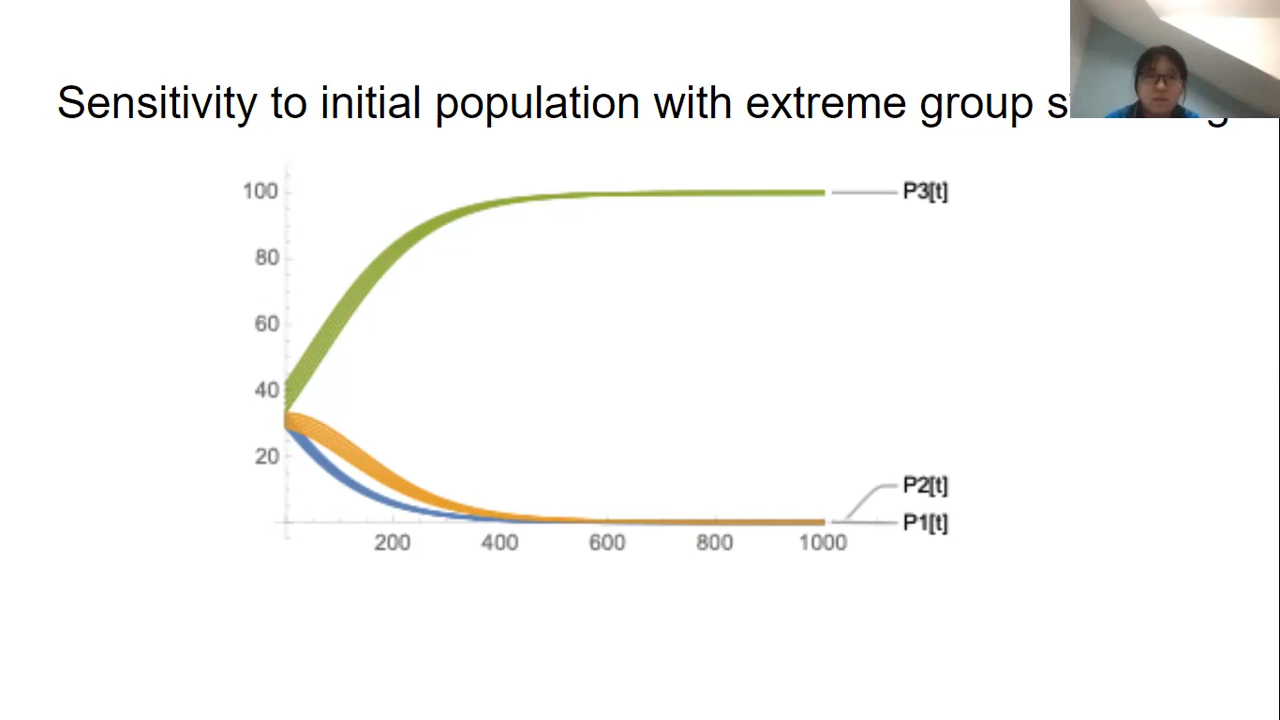 Sensitivity to initial population with extreme group
100
P3[t]
80
60
40
20
P2[t]
P1[t]
200 400 600 800 1000